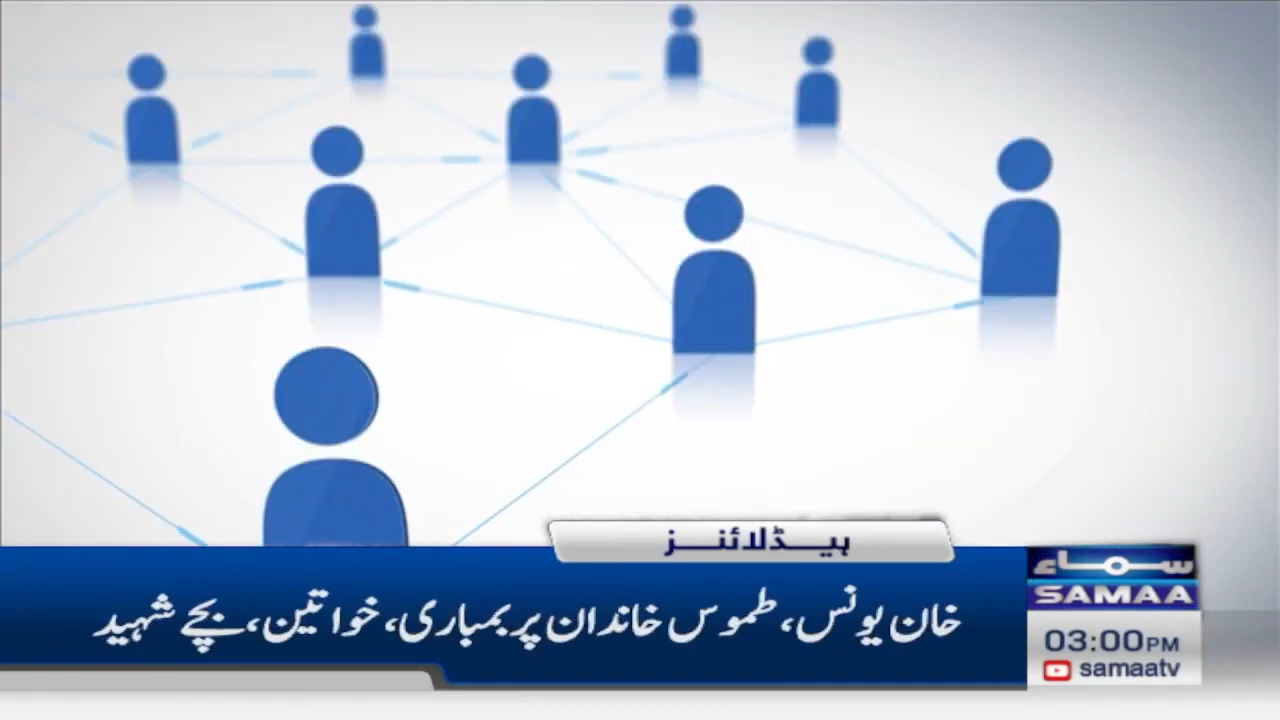 ہیڈلائنز
خان یونس، طموس خاندان پر بمباری، خواتین، بچے شہید
سماء
SAMAA
03:00PM
samaatv